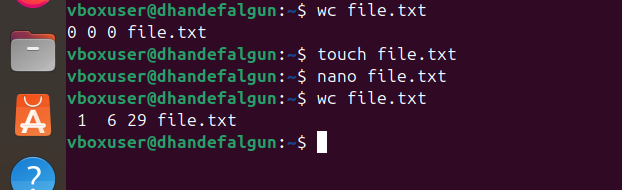 vboxuser@dhandefalgun:~$ wc file.txt
0 0 0 file.txt
vboxuser@dhandefalgun:~$ touch file.txt
vboxuser@dhandefalgun:~$ nano file.txt
vboxuser@dhandefalgun:~$ wc file.txt
 1  6 29 file.txt
vboxuser@dhandefalgun:~$